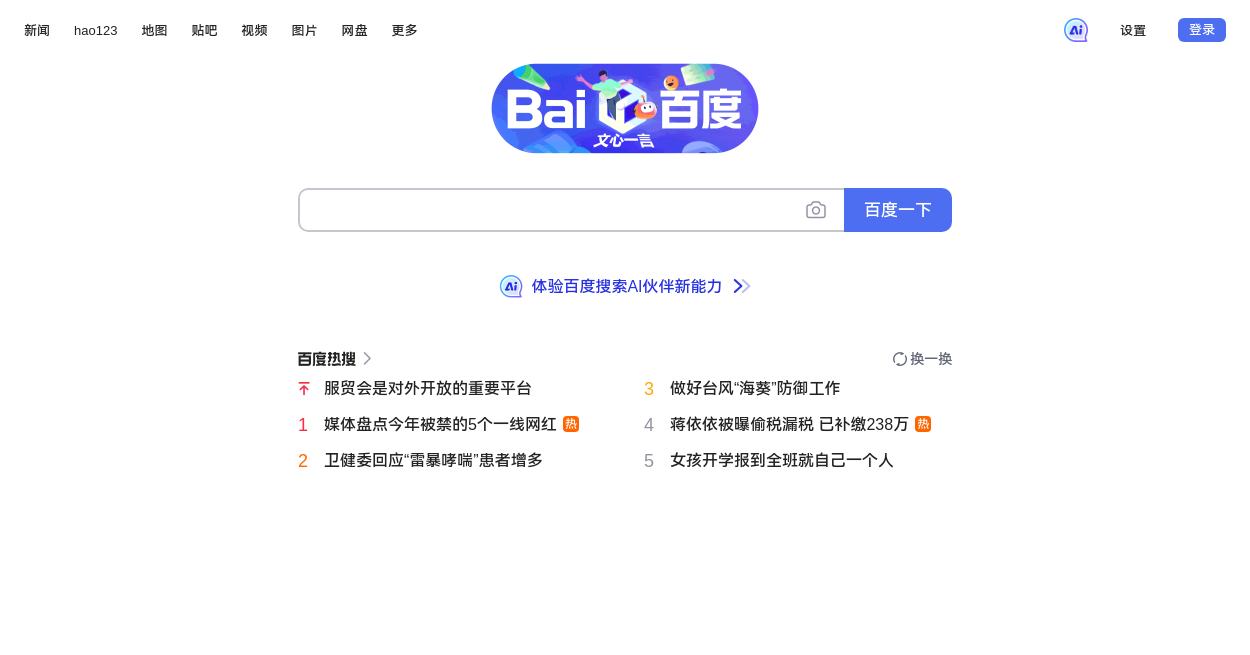 新闻 hao123 地图 贴吧 视频 图片 网盘 更多 Ai 设置 登录
Bai 百度
文心一言
百度一下
Ai 体验百度搜索AI伙伴新能力
百度热搜 换一换
服贸会是对外开放的重要平台
3 做好台风“海葵”防御工作
1 媒体盘点今年被禁的5个一线网红 热
4 蒋依依被曝偷税漏税 已补缴238万 热
2 卫健委回应“雷暴哮喘”患者增多
5 女孩开学报到全班就自己一个人